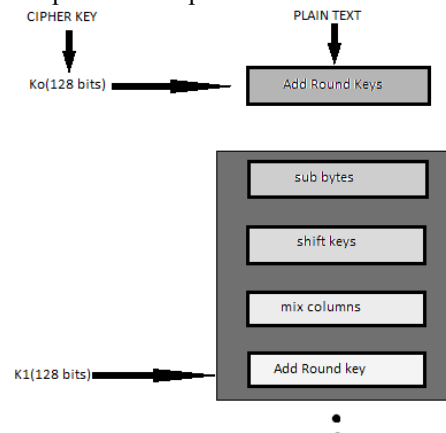 CIPHER KEY
PLAIN TEXT
Ko(128 bits)
Add Round Keys
sub bytes
shift keys
mix columns
K1(128 bits)
Add Round key